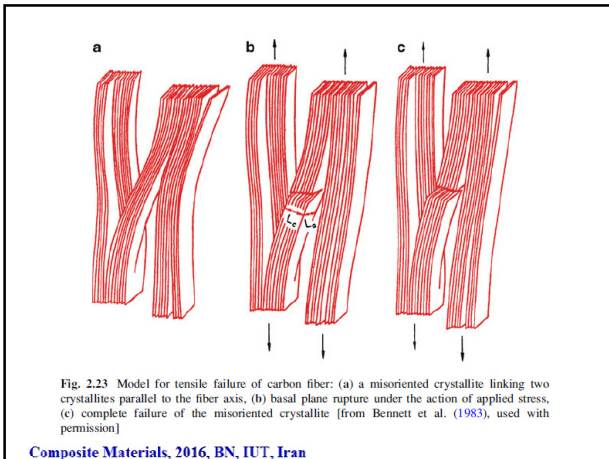 a b c
Lc La
Fig. 2.23 Model for tensile failure of carbon fiber: (a) a misoriented crystallite linking two
crystallites parallel to the fiber axis, (b) basal plane rupture under the action of applied stress,
(c) complete failure of the misoriented crystallite [from Bennett et al. (1983), used with
permission]
Composite Materials, 2016, BN, IUT, Iran